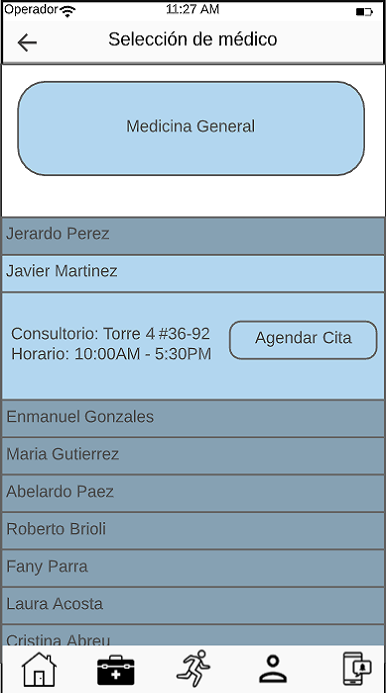 Operador 11:27 AM
Selección de médico
Medicina General
Jerardo Perez
Javier Martinez
Consultorio: Torre 4 #36-92
Horario: 10:00AM - 5:30PM
Agendar Cita
Enmanuel Gonzales
Maria Gutierrez
Abelardo Paez
Roberto Brioli
Fany Parra
Laura Acosta
Cristina Abreu